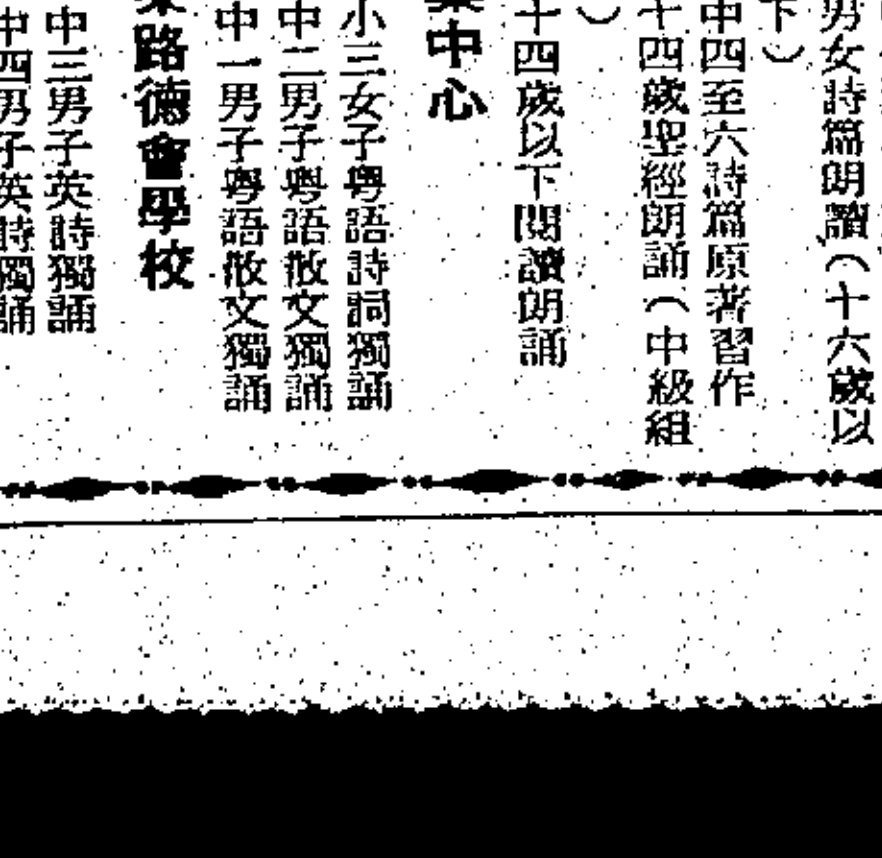 男女詩篇朗讀(十六歲以
下)
中四至六詩篇原著習作
十四歲聖經朗誦(中級組
)
十四歲以下閱讀朗誦
中心
小三女子粵語詩詞獨誦
中二男子粵語散文獨誦
中一男子粵語散文獨誦
路德會學校
中三男子英詩獨誦
中四男子英詩獨誦